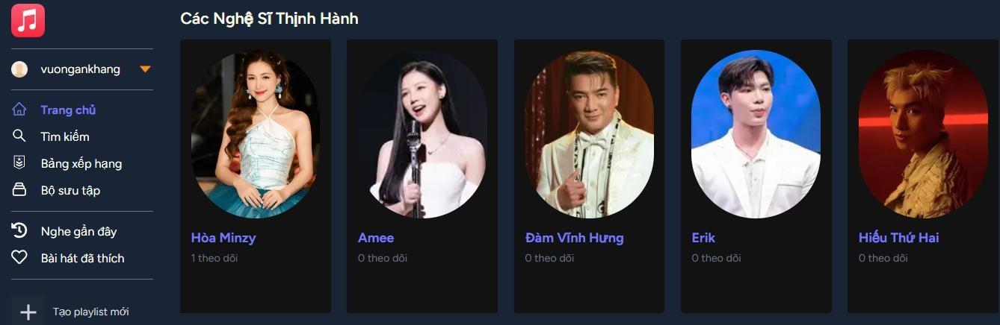 vuongankhang
Trang chủ
Tìm kiếm
Bảng xếp hạng
Bộ sưu tập
Nghe gần đây
Bài hát đã thích
Tạo playlist mới
Các Nghệ Sĩ Thịnh Hành
Hòa Minzy
1 theo dõi
Amee
0 theo dõi
Đàm Vĩnh Hưng
0 theo dõi
Erik
0 theo dõi
Hiếu Thứ Hai
0 theo dõi